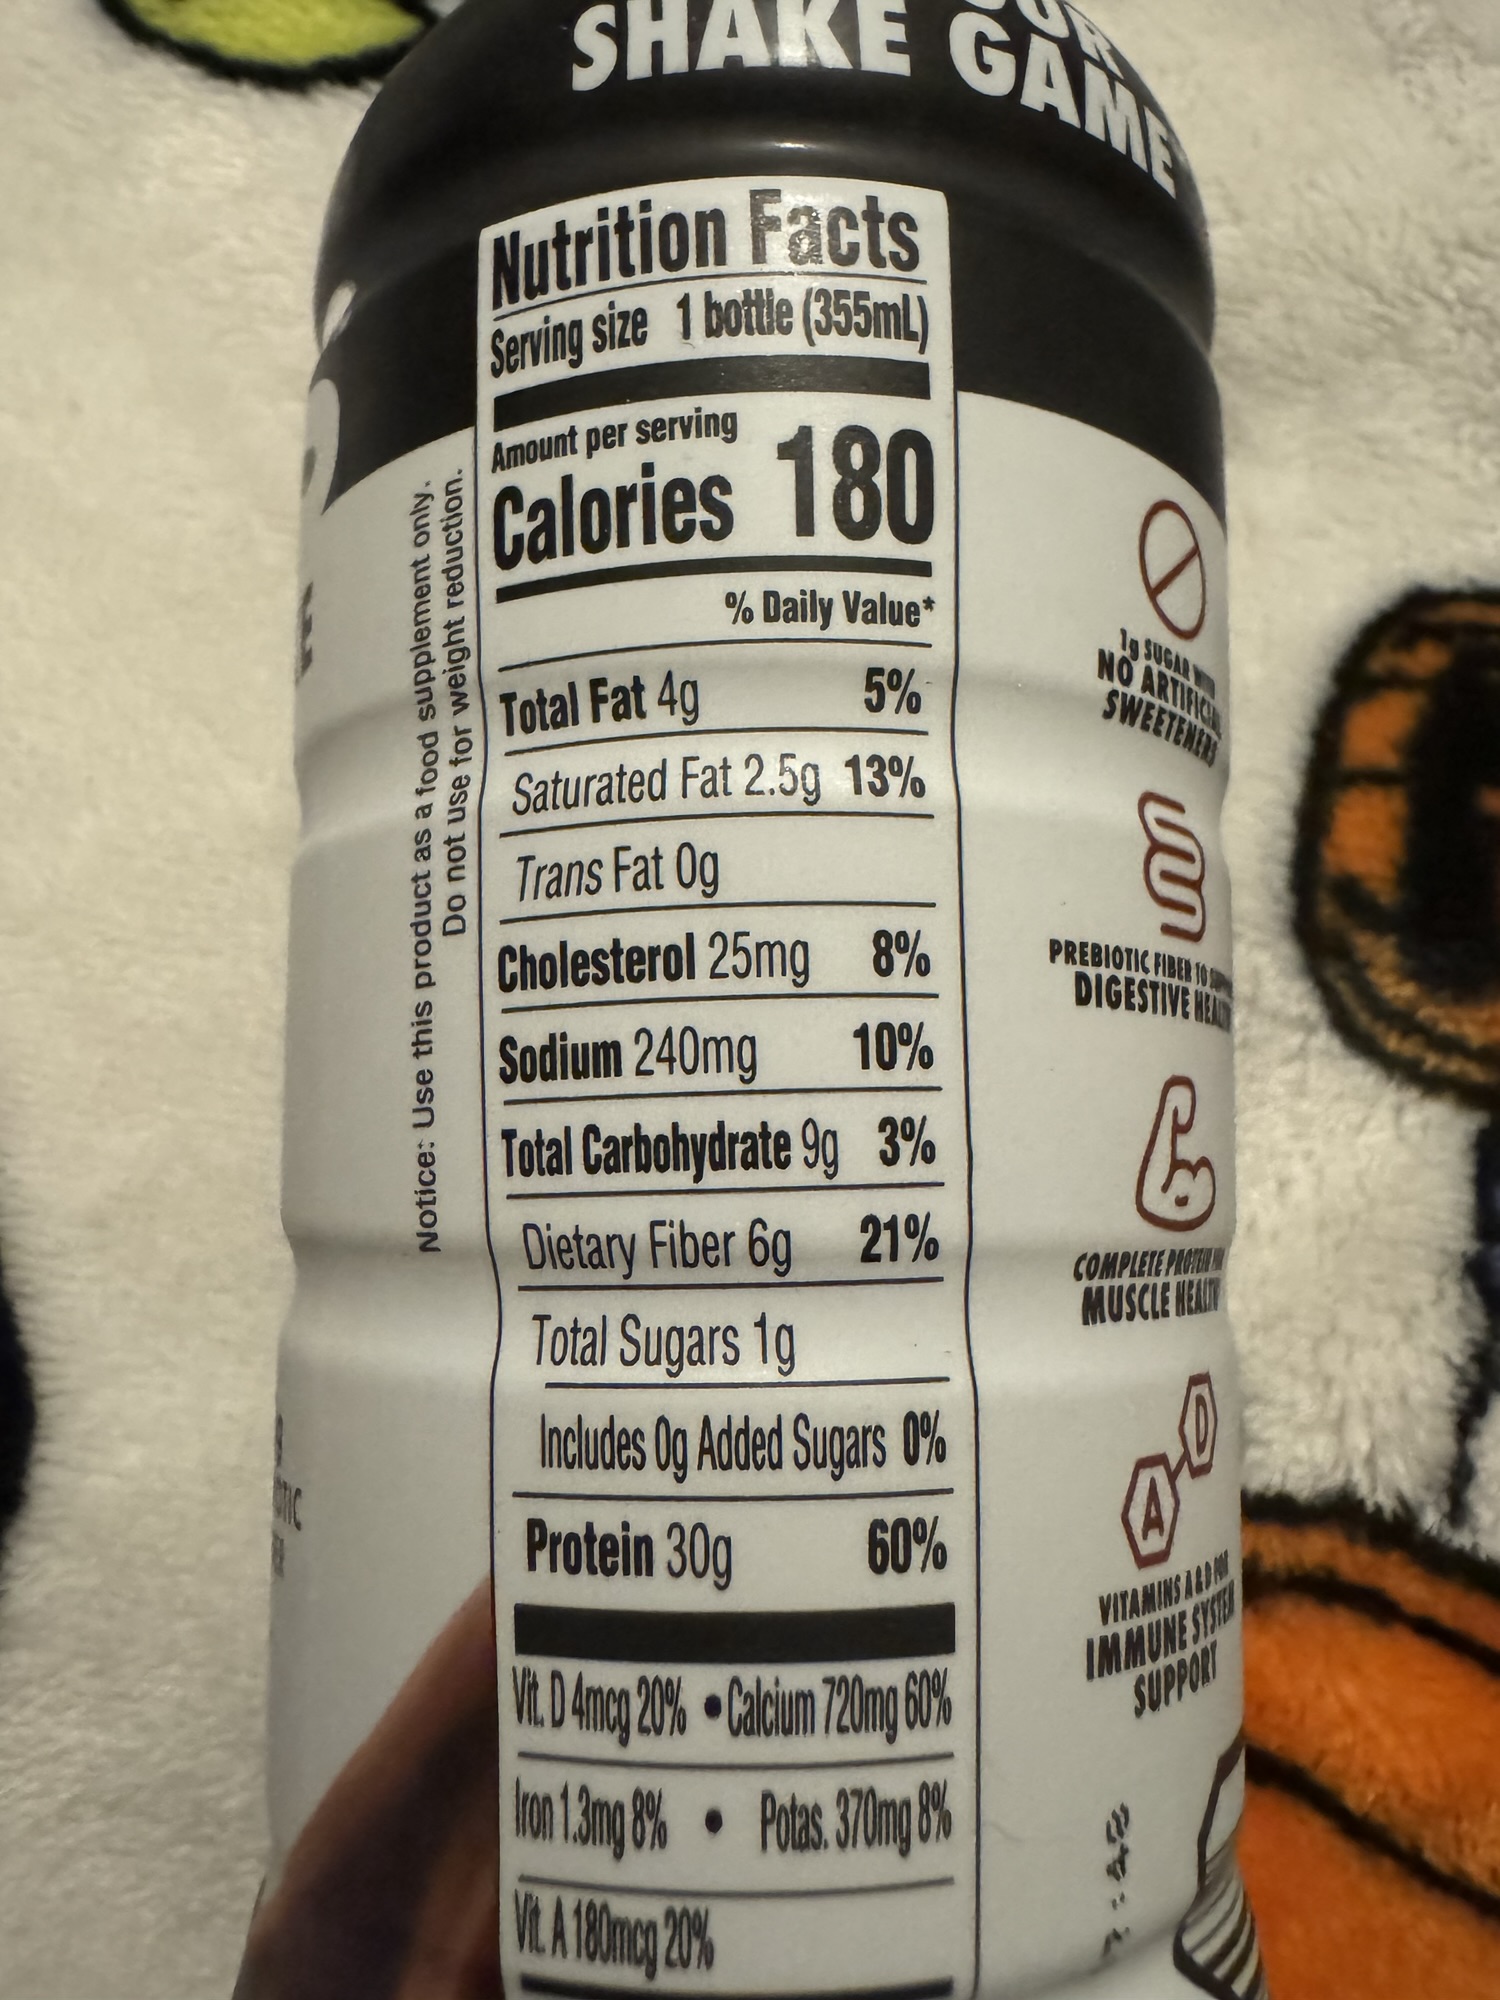 SHAKE
GAME
Nutrition Facts
Serving size 1 bottle (355mL)
Amount per serving
Calories 180
% Daily Value*
Total Fat 4g 5%
Saturated Fat 2.5g 13%
Trans Fat 0g
Cholesterol 25mg 8%
Sodium 240mg 10%
Total Carbohydrate 9g 3%
Dietary Fiber 6g 21%
Total Sugars 1g
Includes 0g Added Sugars 0%
Protein 30g 60%
Vit. D 4mcg 20% • Calcium 720mg 60%
Iron 1.3mg 8% • Potas. 370mg 8%
Vit. A 180mcg 20%
Notice: Use this product as a food supplement only.
Do not use for weight reduction.
1g SUGAR WITH
NO ARTIFICIAL
SWEETENERS
PREBIOTIC FIBER TO
DIGESTIVE
COMPLETE PROTEIN
MUSCLE HEALTH
A
D
VITAMINS A & D FOR
IMMUNE SYSTEM
SUPPORT